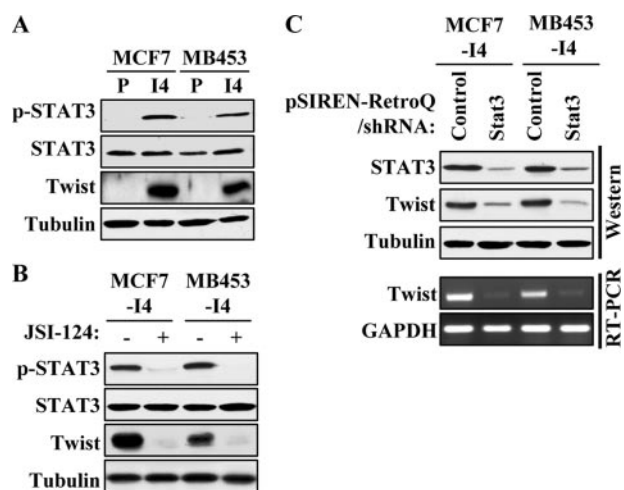 A
MCF7 MB453
P I4 P I4
p-STAT3
STAT3
Twist
Tubulin
B
MCF7 MB453
-I4 -I4
JSI-124: - + - +
p-STAT3
STAT3
Twist
Tubulin
C
MCF7 MB453
-I4 -I4
pSIREN-RetroQ
/shRNA:
Control
Stat3
Control
Stat3
STAT3
Twist
Tubulin
Western
Twist
GAPDH
RT-PCR